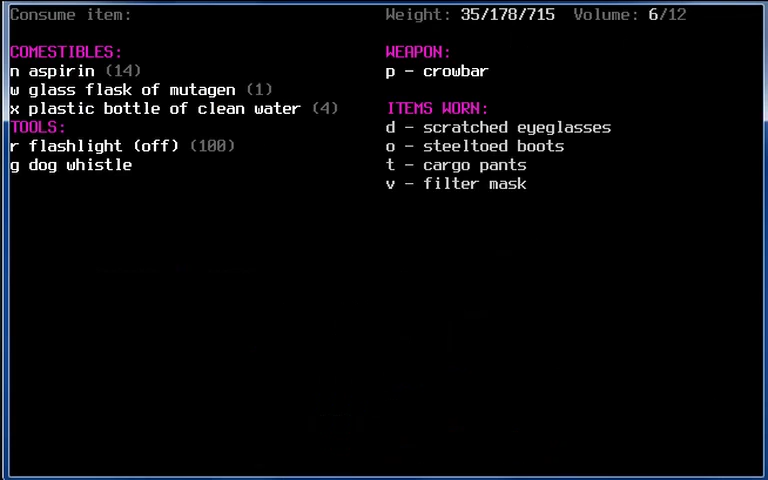 Consume item: Weight: 35/178/715 Volume: 6/12
COMESTIBLES:
n aspirin (14)
w glass flask of mutagen (1)
x plastic bottle of clean water (4)
TOOLS:
r flashlight (off) (100)
g dog whistle
WEAPON:
p - crowbar
ITEMS WORN:
d - scratched eyeglasses
o - steeltoed boots
t - cargo pants
v - filter mask